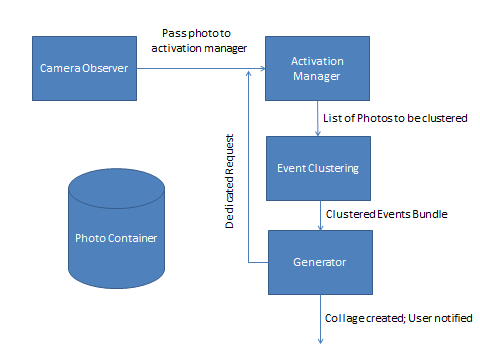 Pass photo to
activation manager
Camera Observer
Activation
Manager
List of Photos to be clustered
Dedicated Request
Event Clustering
Clustered Events Bundle
Photo Container
Generator
Collage created; User notified